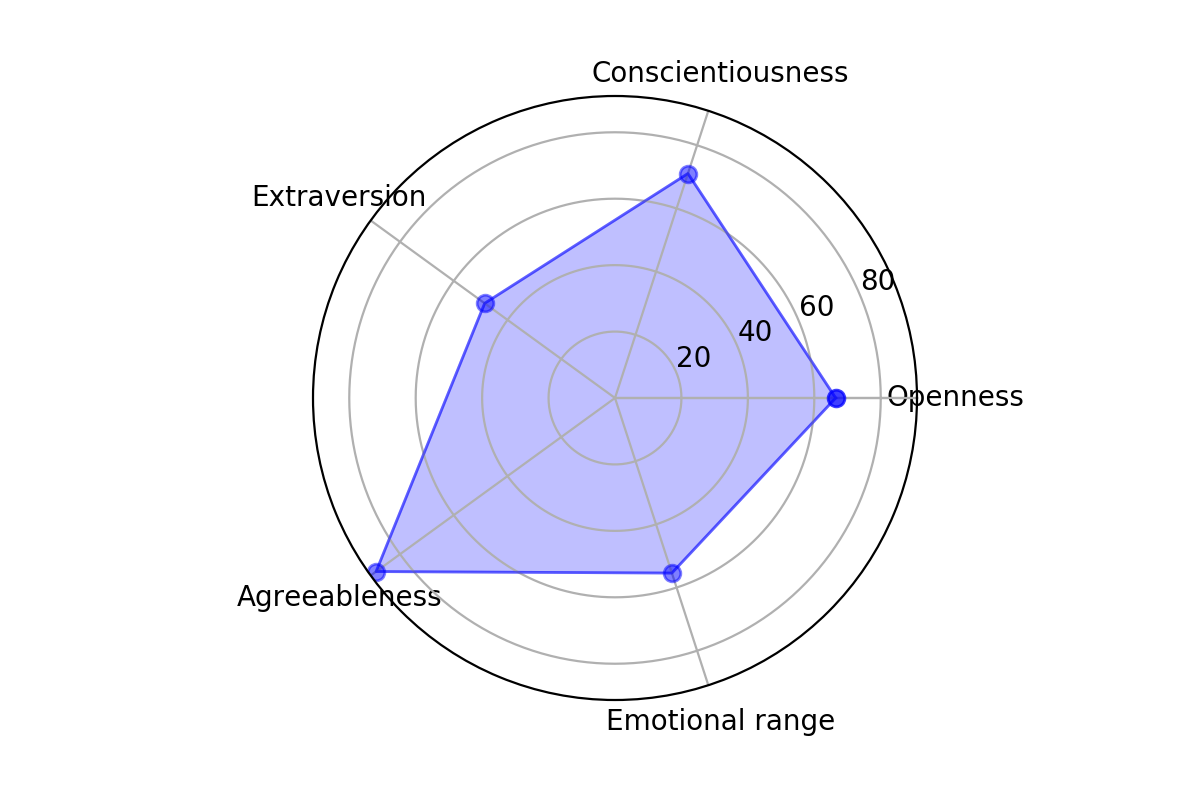 Conscientiousness
Extraversion
80
60
40
20
Openness
Agreeableness
Emotional range